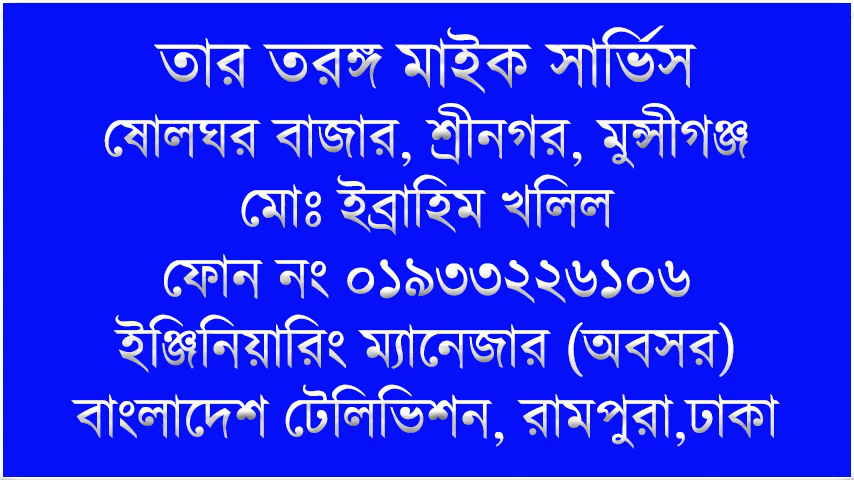 তার তরঙ্গ মাইক সার্ভিস
ষোলঘর বাজার, শ্রীনগর, মুন্সীগঞ্জ
মোঃ ইব্রাহিম খলিল
ফোন নং ০১৯৩৩২২৬১০৬
ইঞ্জিনিয়ারিং ম্যানেজার (অবসর)
বাংলাদেশ টেলিভিশন, রামপুরা,ঢাকা